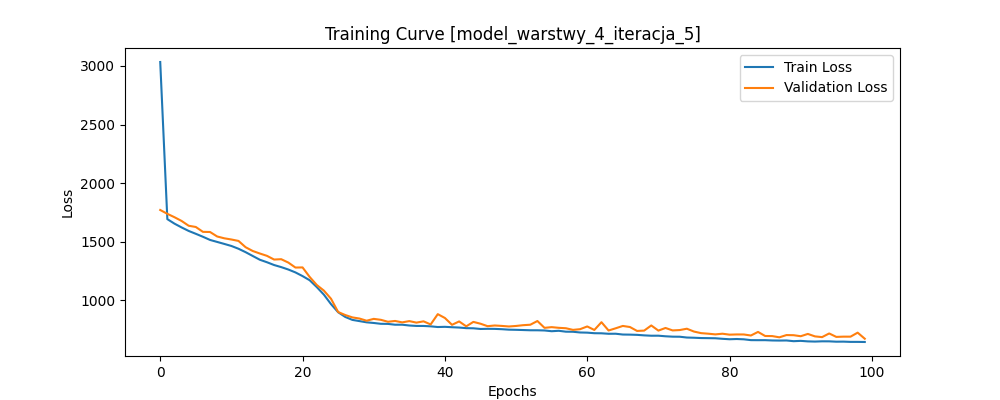 Training Curve [model_warstwy_4_iteracja_5]
Train Loss
Validation Loss
3000
2500
2000
1500
1000
Loss
0
20
40
60
80
100
Epochs